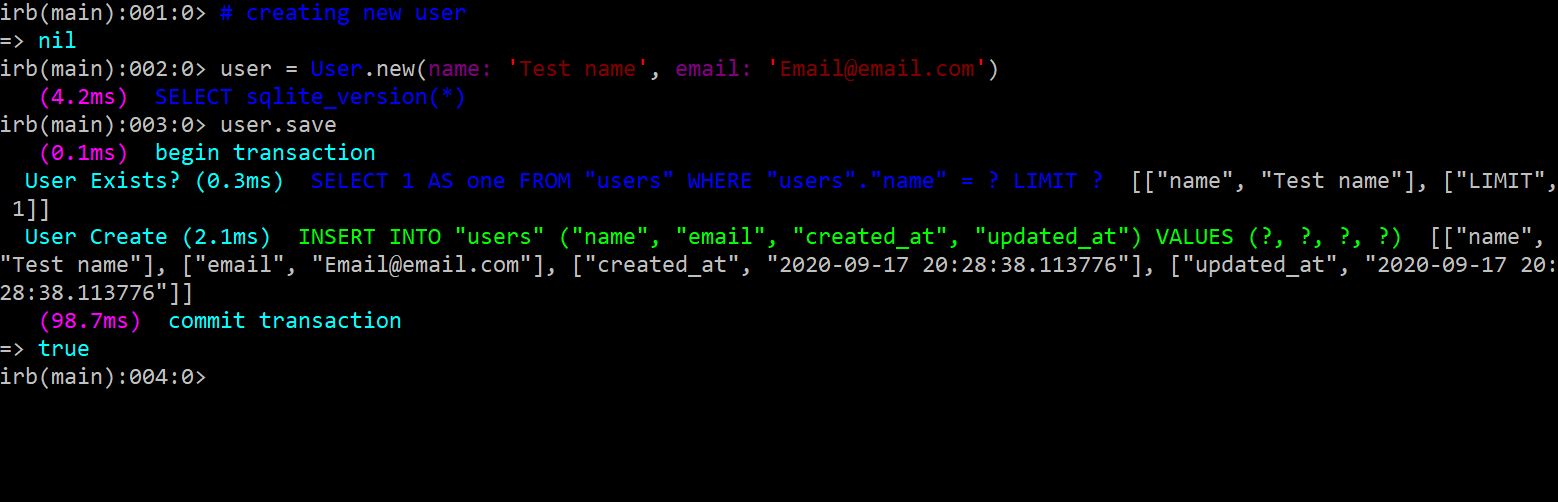 irb(main):001:0> # creating new user
=> nil
irb(main):002:0> user = User.new(name: 'Test name', email: 'Email@email.com')
   (4.2ms)  SELECT sqlite_version(*)
irb(main):003:0> user.save
   (0.1ms)  begin transaction
  User Exists? (0.3ms)  SELECT 1 AS one FROM "users" WHERE "users"."name" = ? LIMIT ?  [["name", "Test name"], ["LIMIT",
 1]]
  User Create (2.1ms)  INSERT INTO "users" ("name", "email", "created_at", "updated_at") VALUES (?, ?, ?, ?)  [["name",
"Test name"], ["email", "Email@email.com"], ["created_at", "2020-09-17 20:28:38.113776"], ["updated_at", "2020-09-17 20:
28:38.113776"]]
   (98.7ms)  commit transaction
=> true
irb(main):004:0>